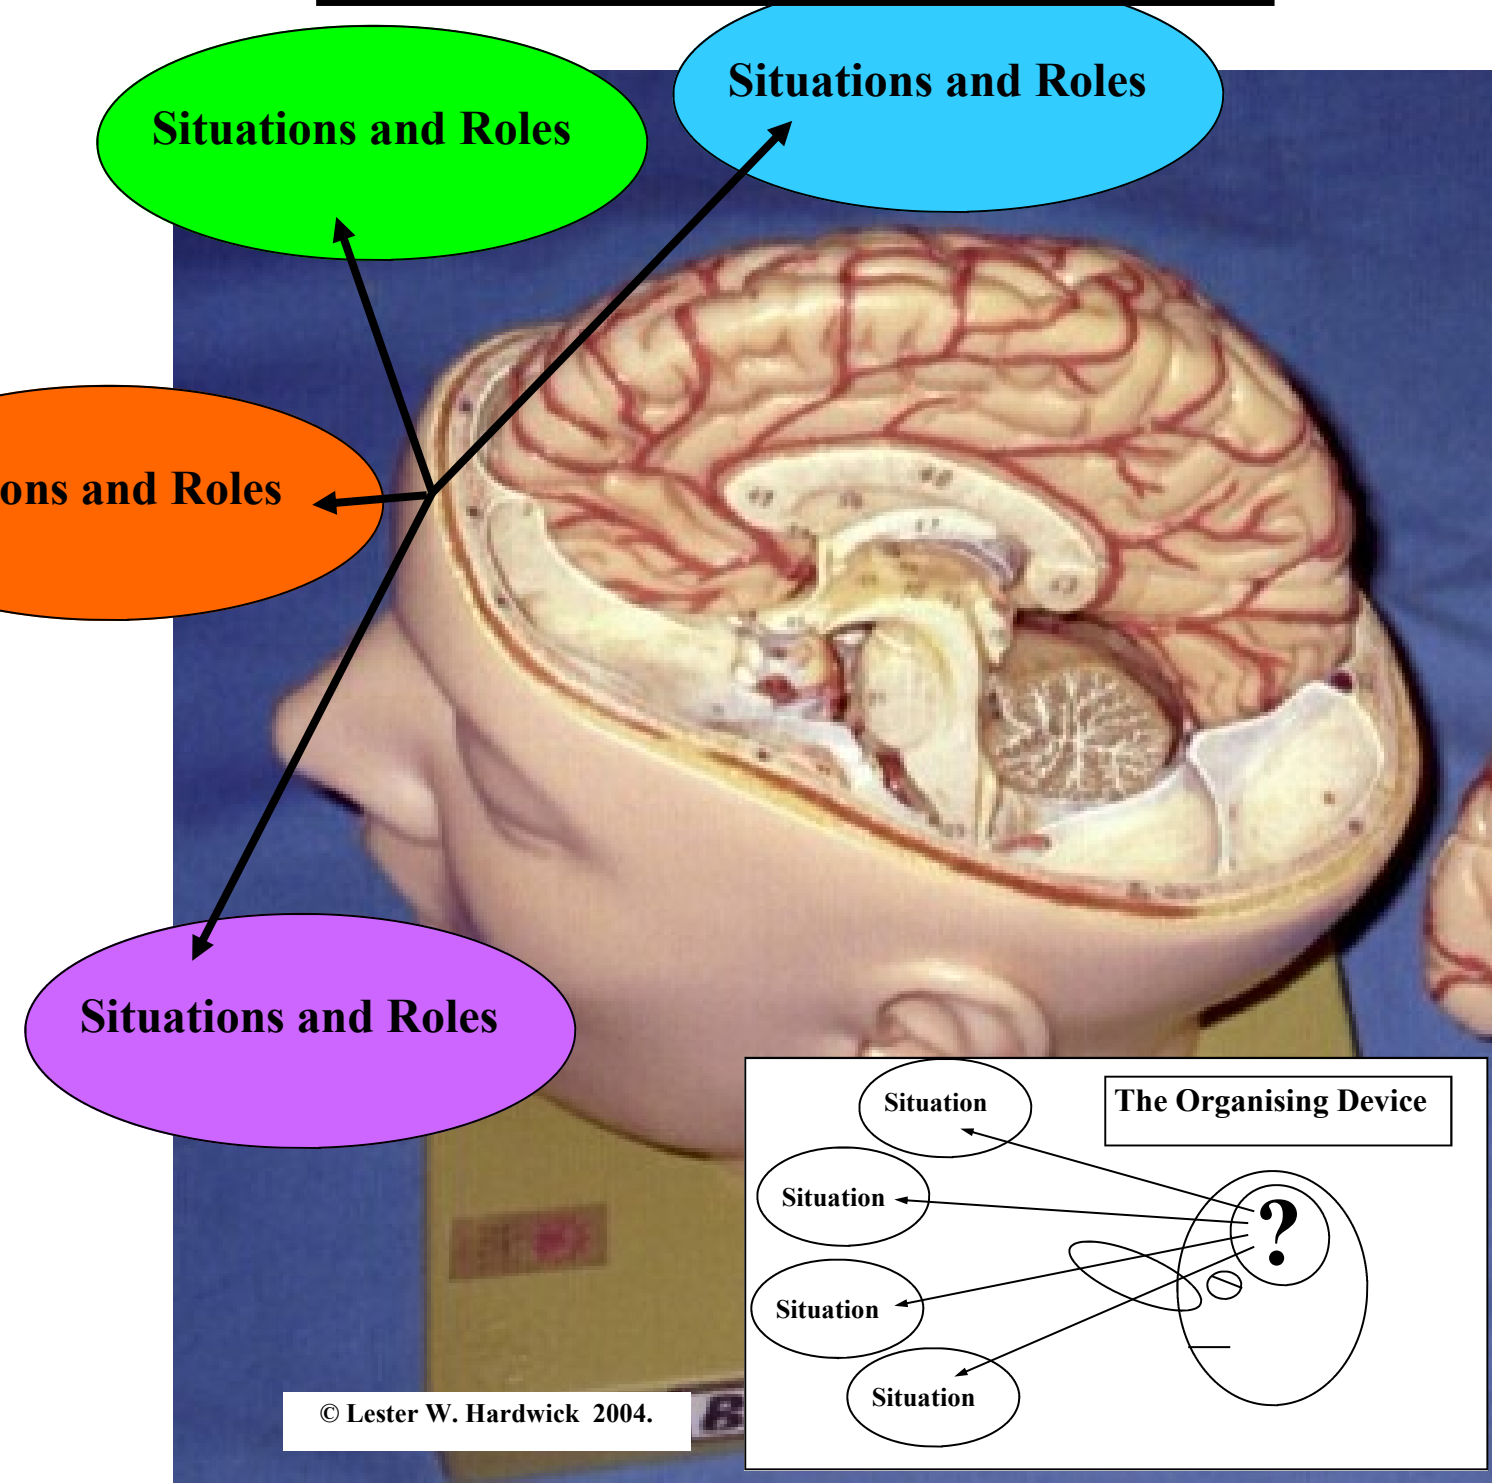 Situations and Roles
Situations and Roles
ons and Roles
Situations and Roles
The Organising Device
Situation
Situation
Situation
Situation
?
© Lester W. Hardwick 2004.